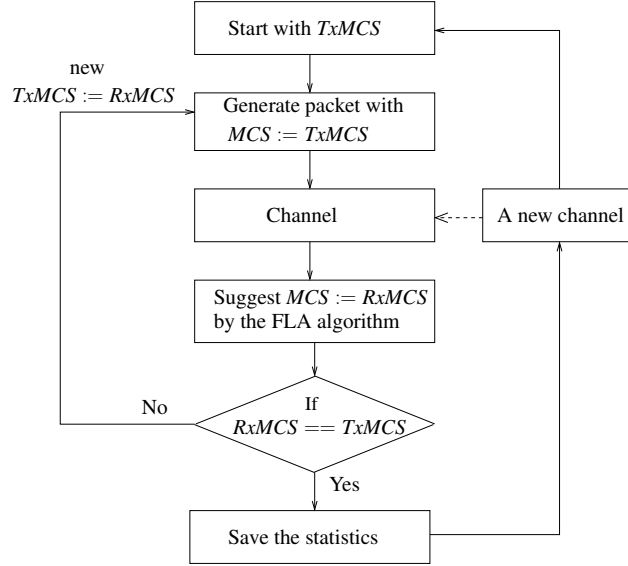 Start with TxMCS
new
TxMCS := RxMCS
Generate packet with
MCS := TxMCS
Channel
A new channel
Suggest MCS := RxMCS
by the FLA algorithm
If
RxMCS == TxMCS
No
Yes
Save the statistics